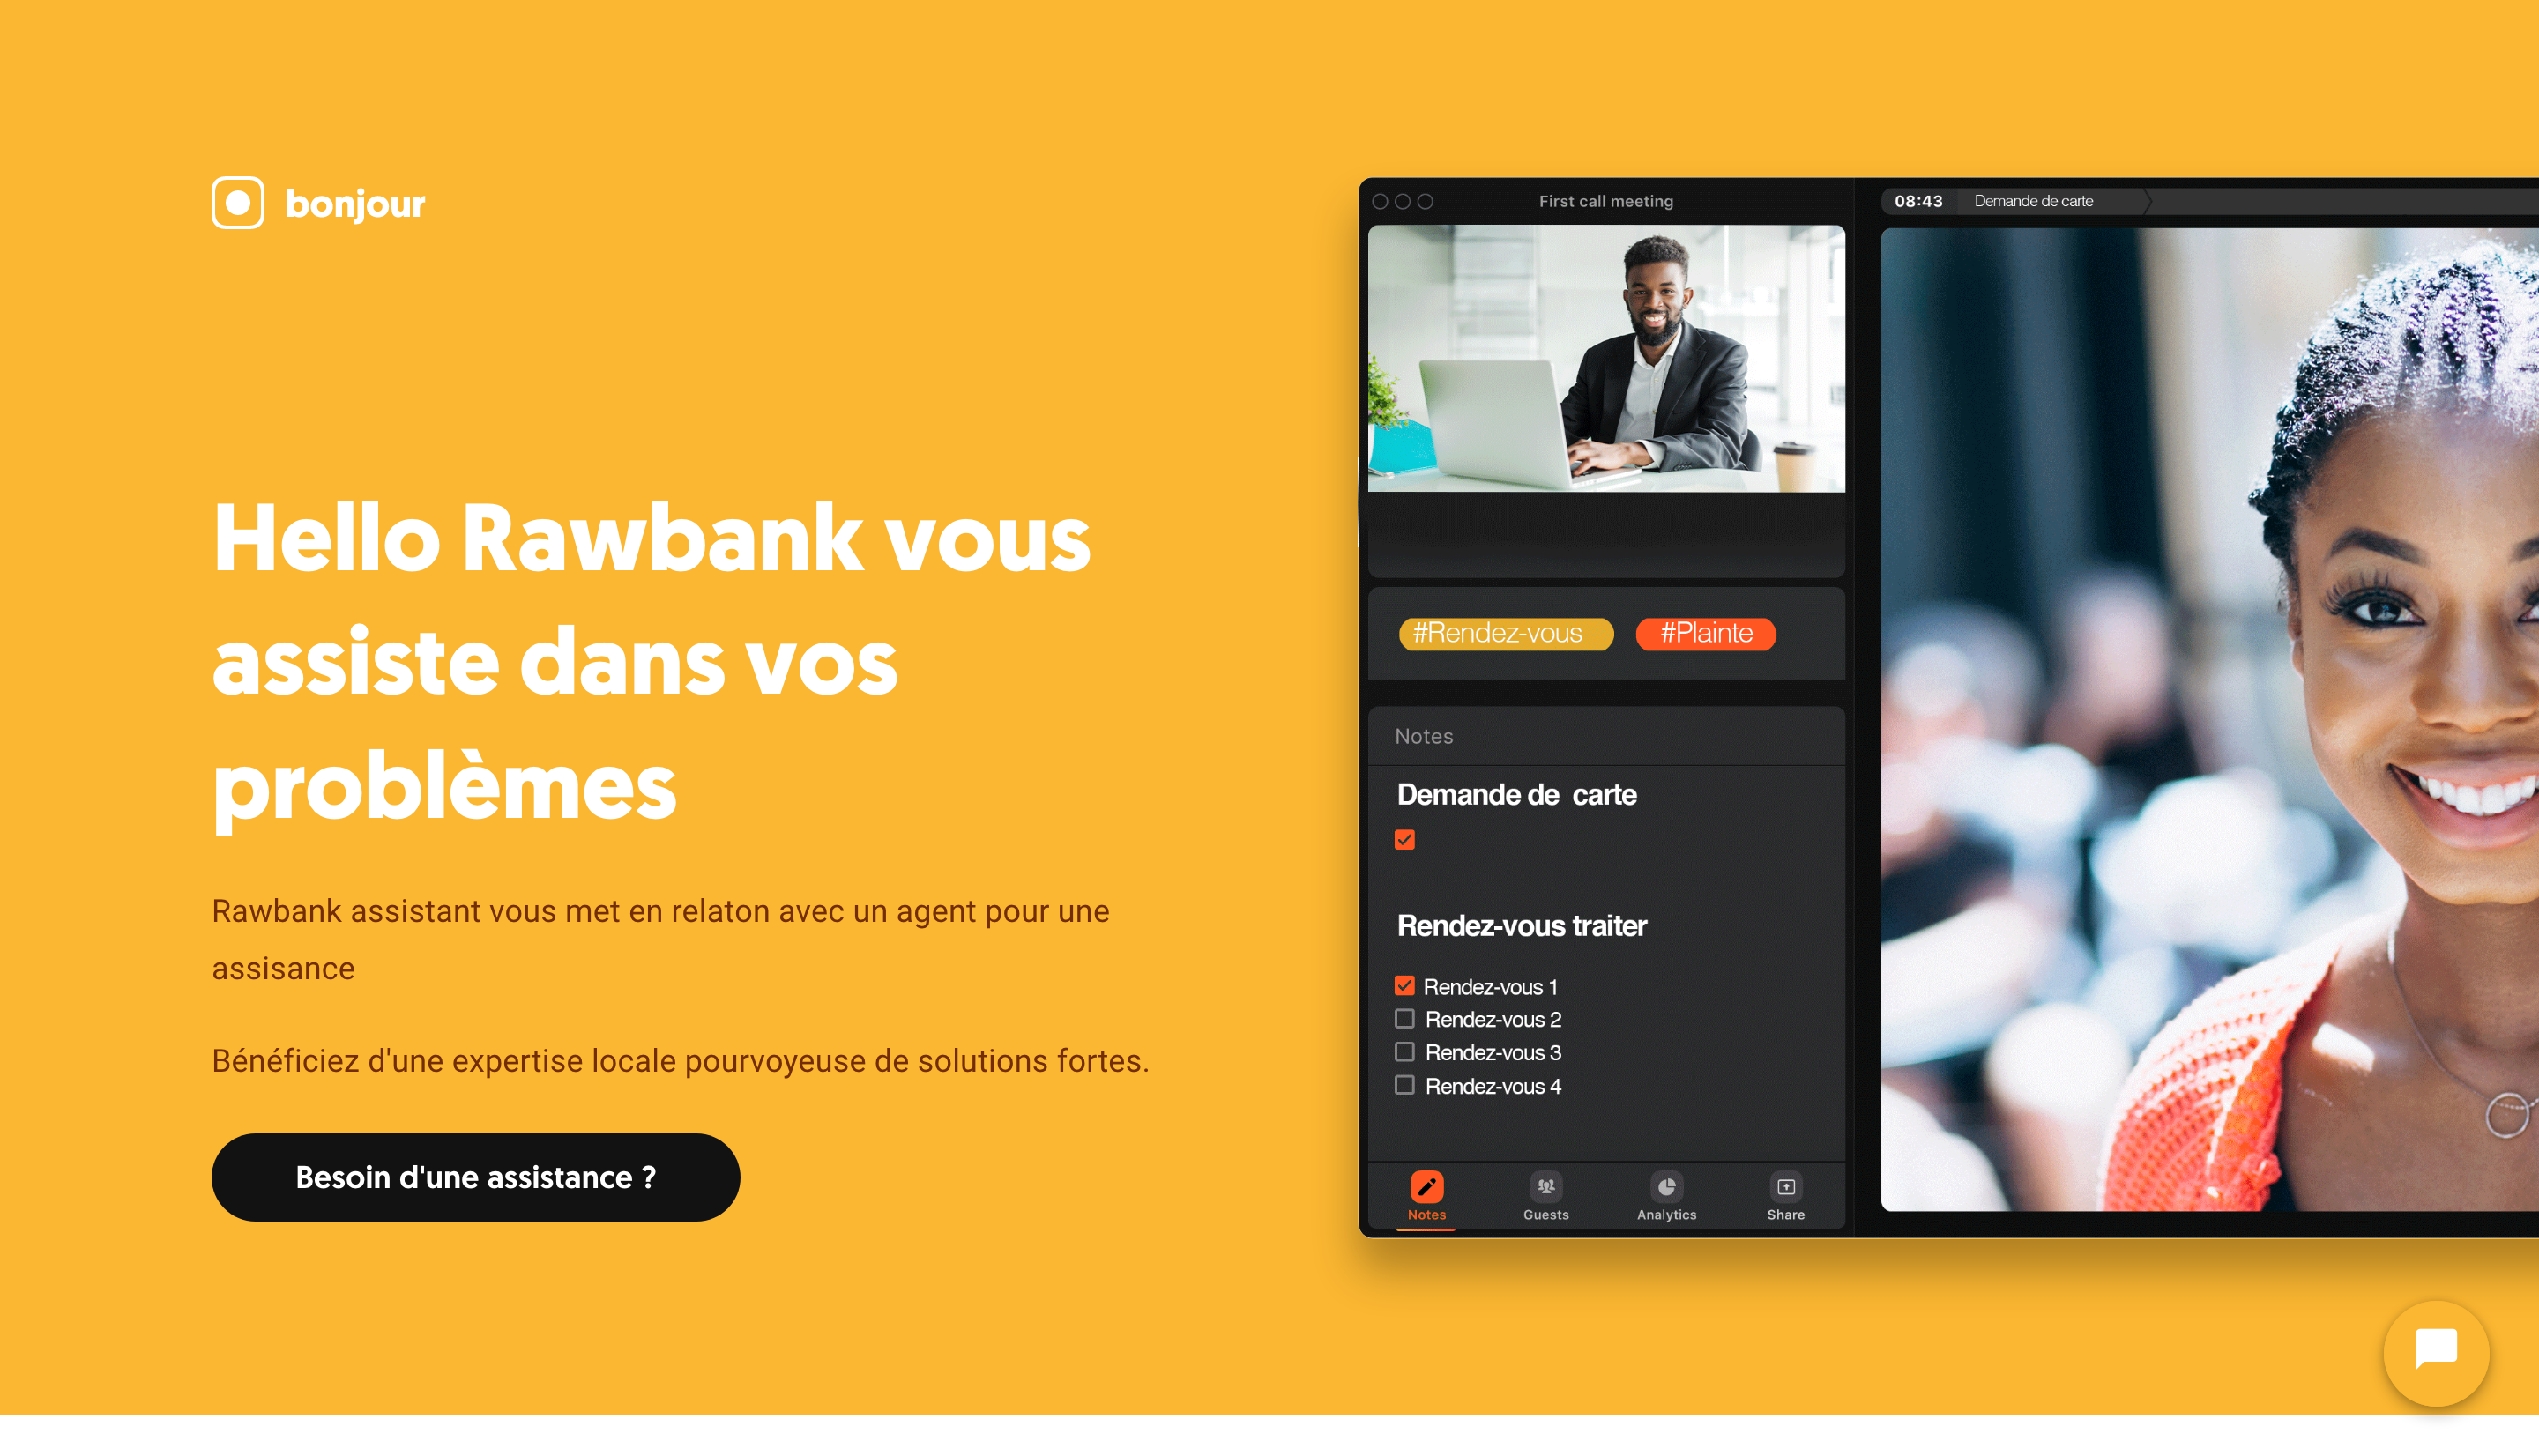 bonjour
Hello Rawbank vous
assiste dans vos
problèmes
Rawbank assistant vous met en relaton avec un agent pour une
assisance
Bénéficiez d'une expertise locale pourvoyeuse de solutions fortes.
Besoin d'une assistance ?
First call meeting
#Rendez-vous #Plainte
Notes
Demande de carte
Rendez-vous traiter
Rendez-vous 1
Rendez-vous 2
Rendez-vous 3
Rendez-vous 4
Notes Guests Analytics Share
08:43 Demande de carte